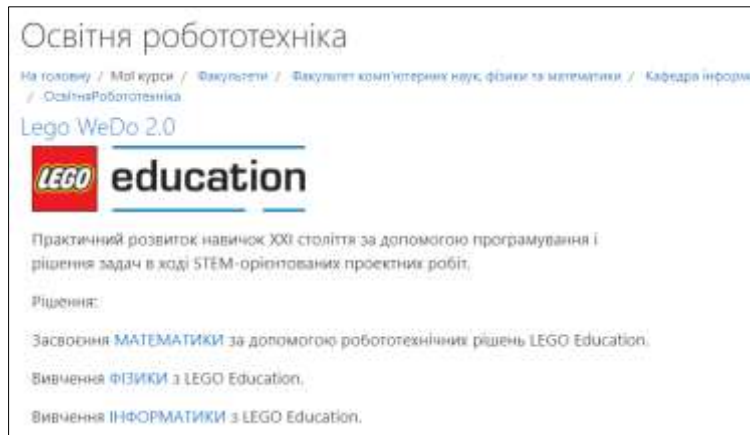 Освітня робототехніка
На головну / Мої курси / Факультети / Факультет комп'ютерних наук, фізики та математики / Кафедра інформ
/ ОсвітняРобототехніка
Lego WeDo 2.0
LEGO education
Практичний розвиток навичок XXI століття за допомогою програмування і
рішення задач в ході STEM-орієнтованих проектних робіт.
Рішення:
Засвоєння МАТЕМАТИКИ за допомогою робототехнічних рішень LEGO Education.
Вивчення ФІЗИКИ з LEGO Education.
Вивчення ІНФОРМАТИКИ з LEGO Education.